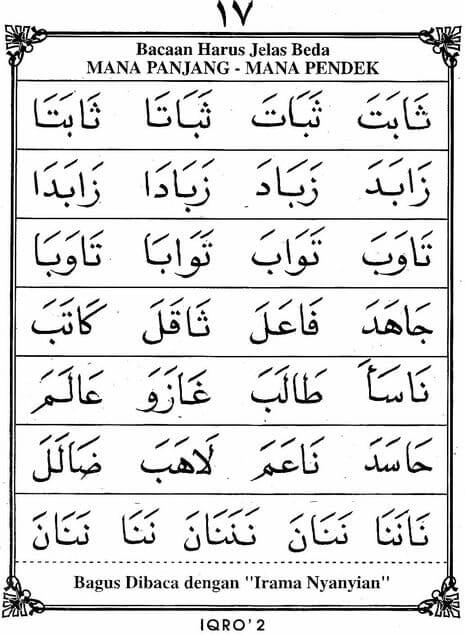 ١٧
Bacaan Harus Jelas Beda
MANA PANJANG - MANA PENDEK
ثَابَتَ ثَبَاتَ ثَبَاتَا ثَابَتَا
زَابَدَ زَبَادَ زَبَادَا زَابَدَا
تَاوَبَ تَوَابَ تَوَابَا تَاوَبَا
جَاهَدَ فَاعَلَ ثَاقَلَ كَاتَبَ
نَاسَأَ طَالَبَ غَازَوَ عَالَمَ
حَاسَدَ نَاعَمَ لَاهَبَ ضَالَلَ
نَانَنَا نَنَانَ نَنَنَانَ نَنَا نَنَانَ
Bagus Dibaca dengan "Irama Nyanyian"
IQRO' 2